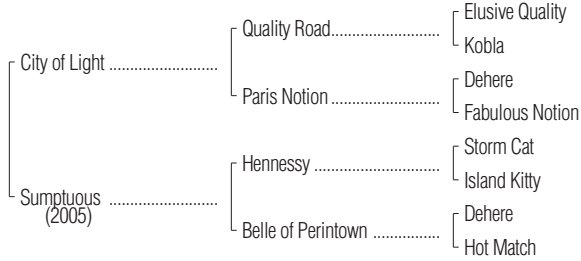 Elusive Quality
Quality Road..............................
Kobla
City of Light ..............................
Dehere
Paris Notion ..............................
Fabulous Notion
Storm Cat
Hennessy ..............................
Island Kitty
Sumptuous ..............................
(2005)
Dehere
Belle of Perintown ..................
Hot Match